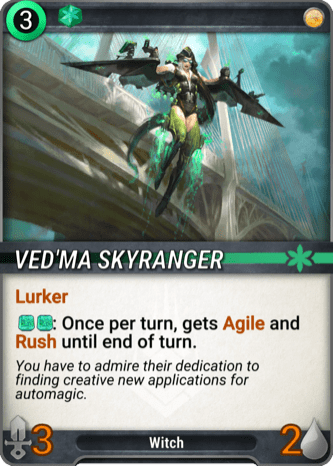 3
VED'MA SKYRANGER
Lurker
: Once per turn, gets Agile and
Rush until end of turn.
You have to admire their dedication to
finding creative new applications for
automagic.
3
Witch
2